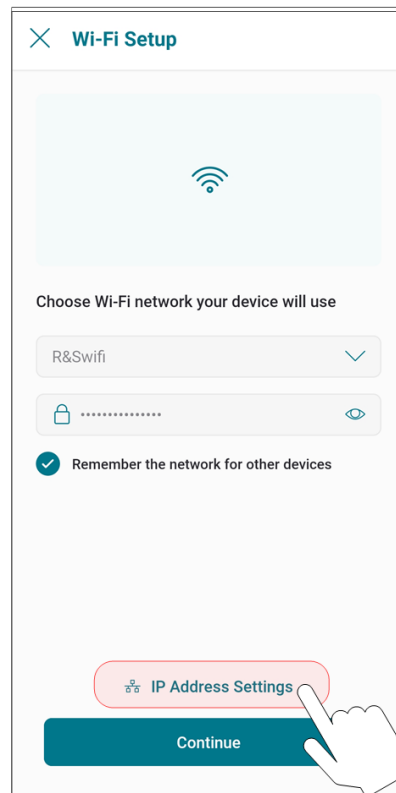 Wi-Fi Setup
Choose Wi-Fi network your device will use
R&Swifi
•••••••••••••••
Remember the network for other devices
IP Address Settings
Continue